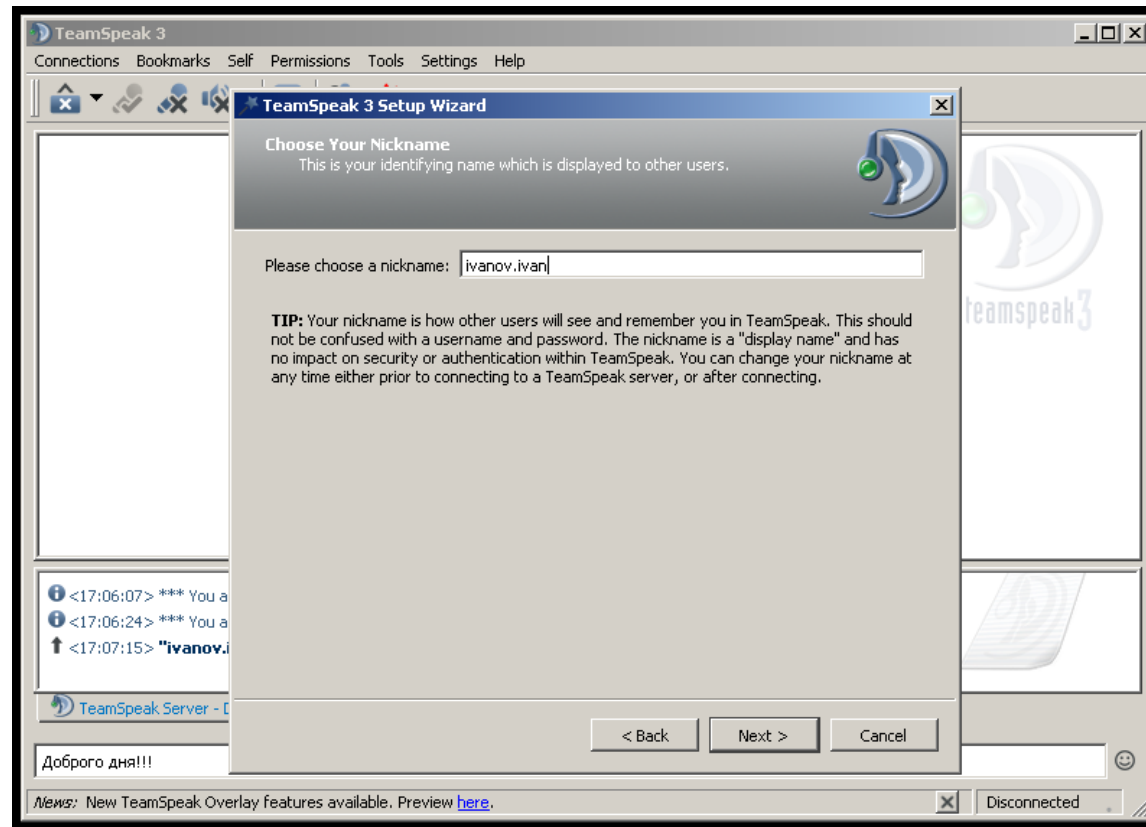 TeamSpeak 3
Connections Bookmarks Self Permissions Tools Settings Help
TeamSpeak 3 Setup Wizard
Choose Your Nickname
This is your identifying name which is displayed to other users.
Please choose a nickname: ivanov.ivan
TIP: Your nickname is how other users will see and remember you in TeamSpeak. This should
not be confused with a username and password. The nickname is a "display name" and has
no impact on security or authentication within TeamSpeak. You can change your nickname at
any time either prior to connecting to a TeamSpeak server, or after connecting.
teamspeak 3
<17:06:07> *** You a
<17:06:24> *** You a
<17:07:15> "ivanov.i
TeamSpeak Server - D
< Back Next > Cancel
Доброго дня!!!
News: New TeamSpeak Overlay features available. Preview here.
Disconnected